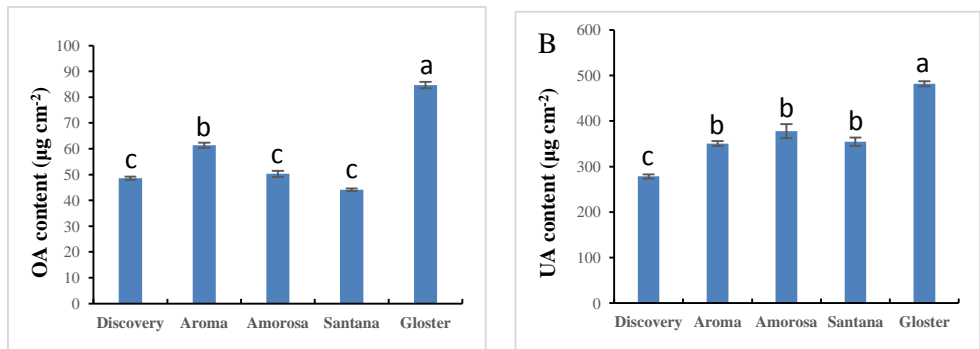 OA content (µg cm-2)
100
90
80
70
60
50
40
30
20
10
0
c
b
c
c
a
Discovery Aroma Amorosa Santana Gloster
B
UA content (µg cm-2)
600
500
400
300
200
100
0
c
b
b
b
a
Discovery Aroma Amorosa Santana Gloster